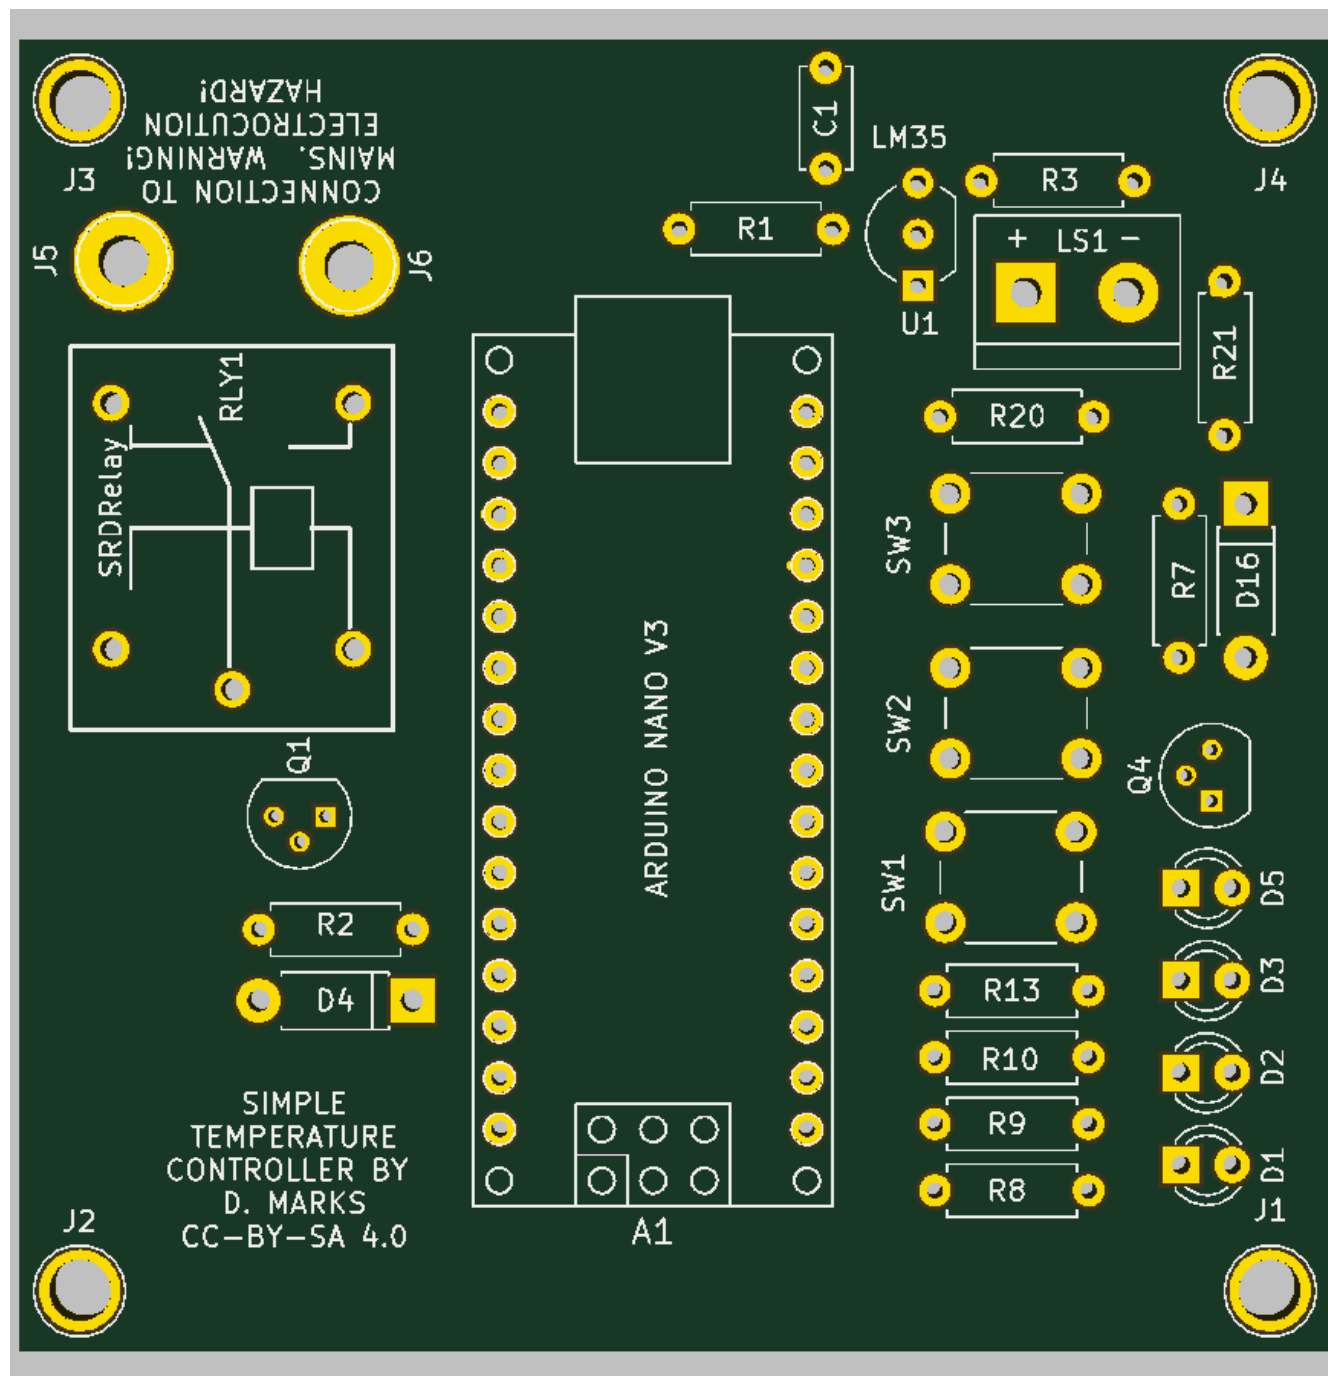 CONNECTION TO
MAINS.  WARNING!
ELECTROCUTION
HAZARD!
J3
J4
C1
LM35
R3
R1
J5
J6
+ LS1 -
U1
R21
RLY1
SRDRelay
R20
SW3
R7
D16
ARDUINO NANO V3
SW2
Q1
Q4
SW1
D5
R2
D3
R13
D4
R10
D2
SIMPLE
TEMPERATURE
CONTROLLER BY
D. MARKS
CC-BY-SA 4.0
R9
D1
R8
J2
J1
A1